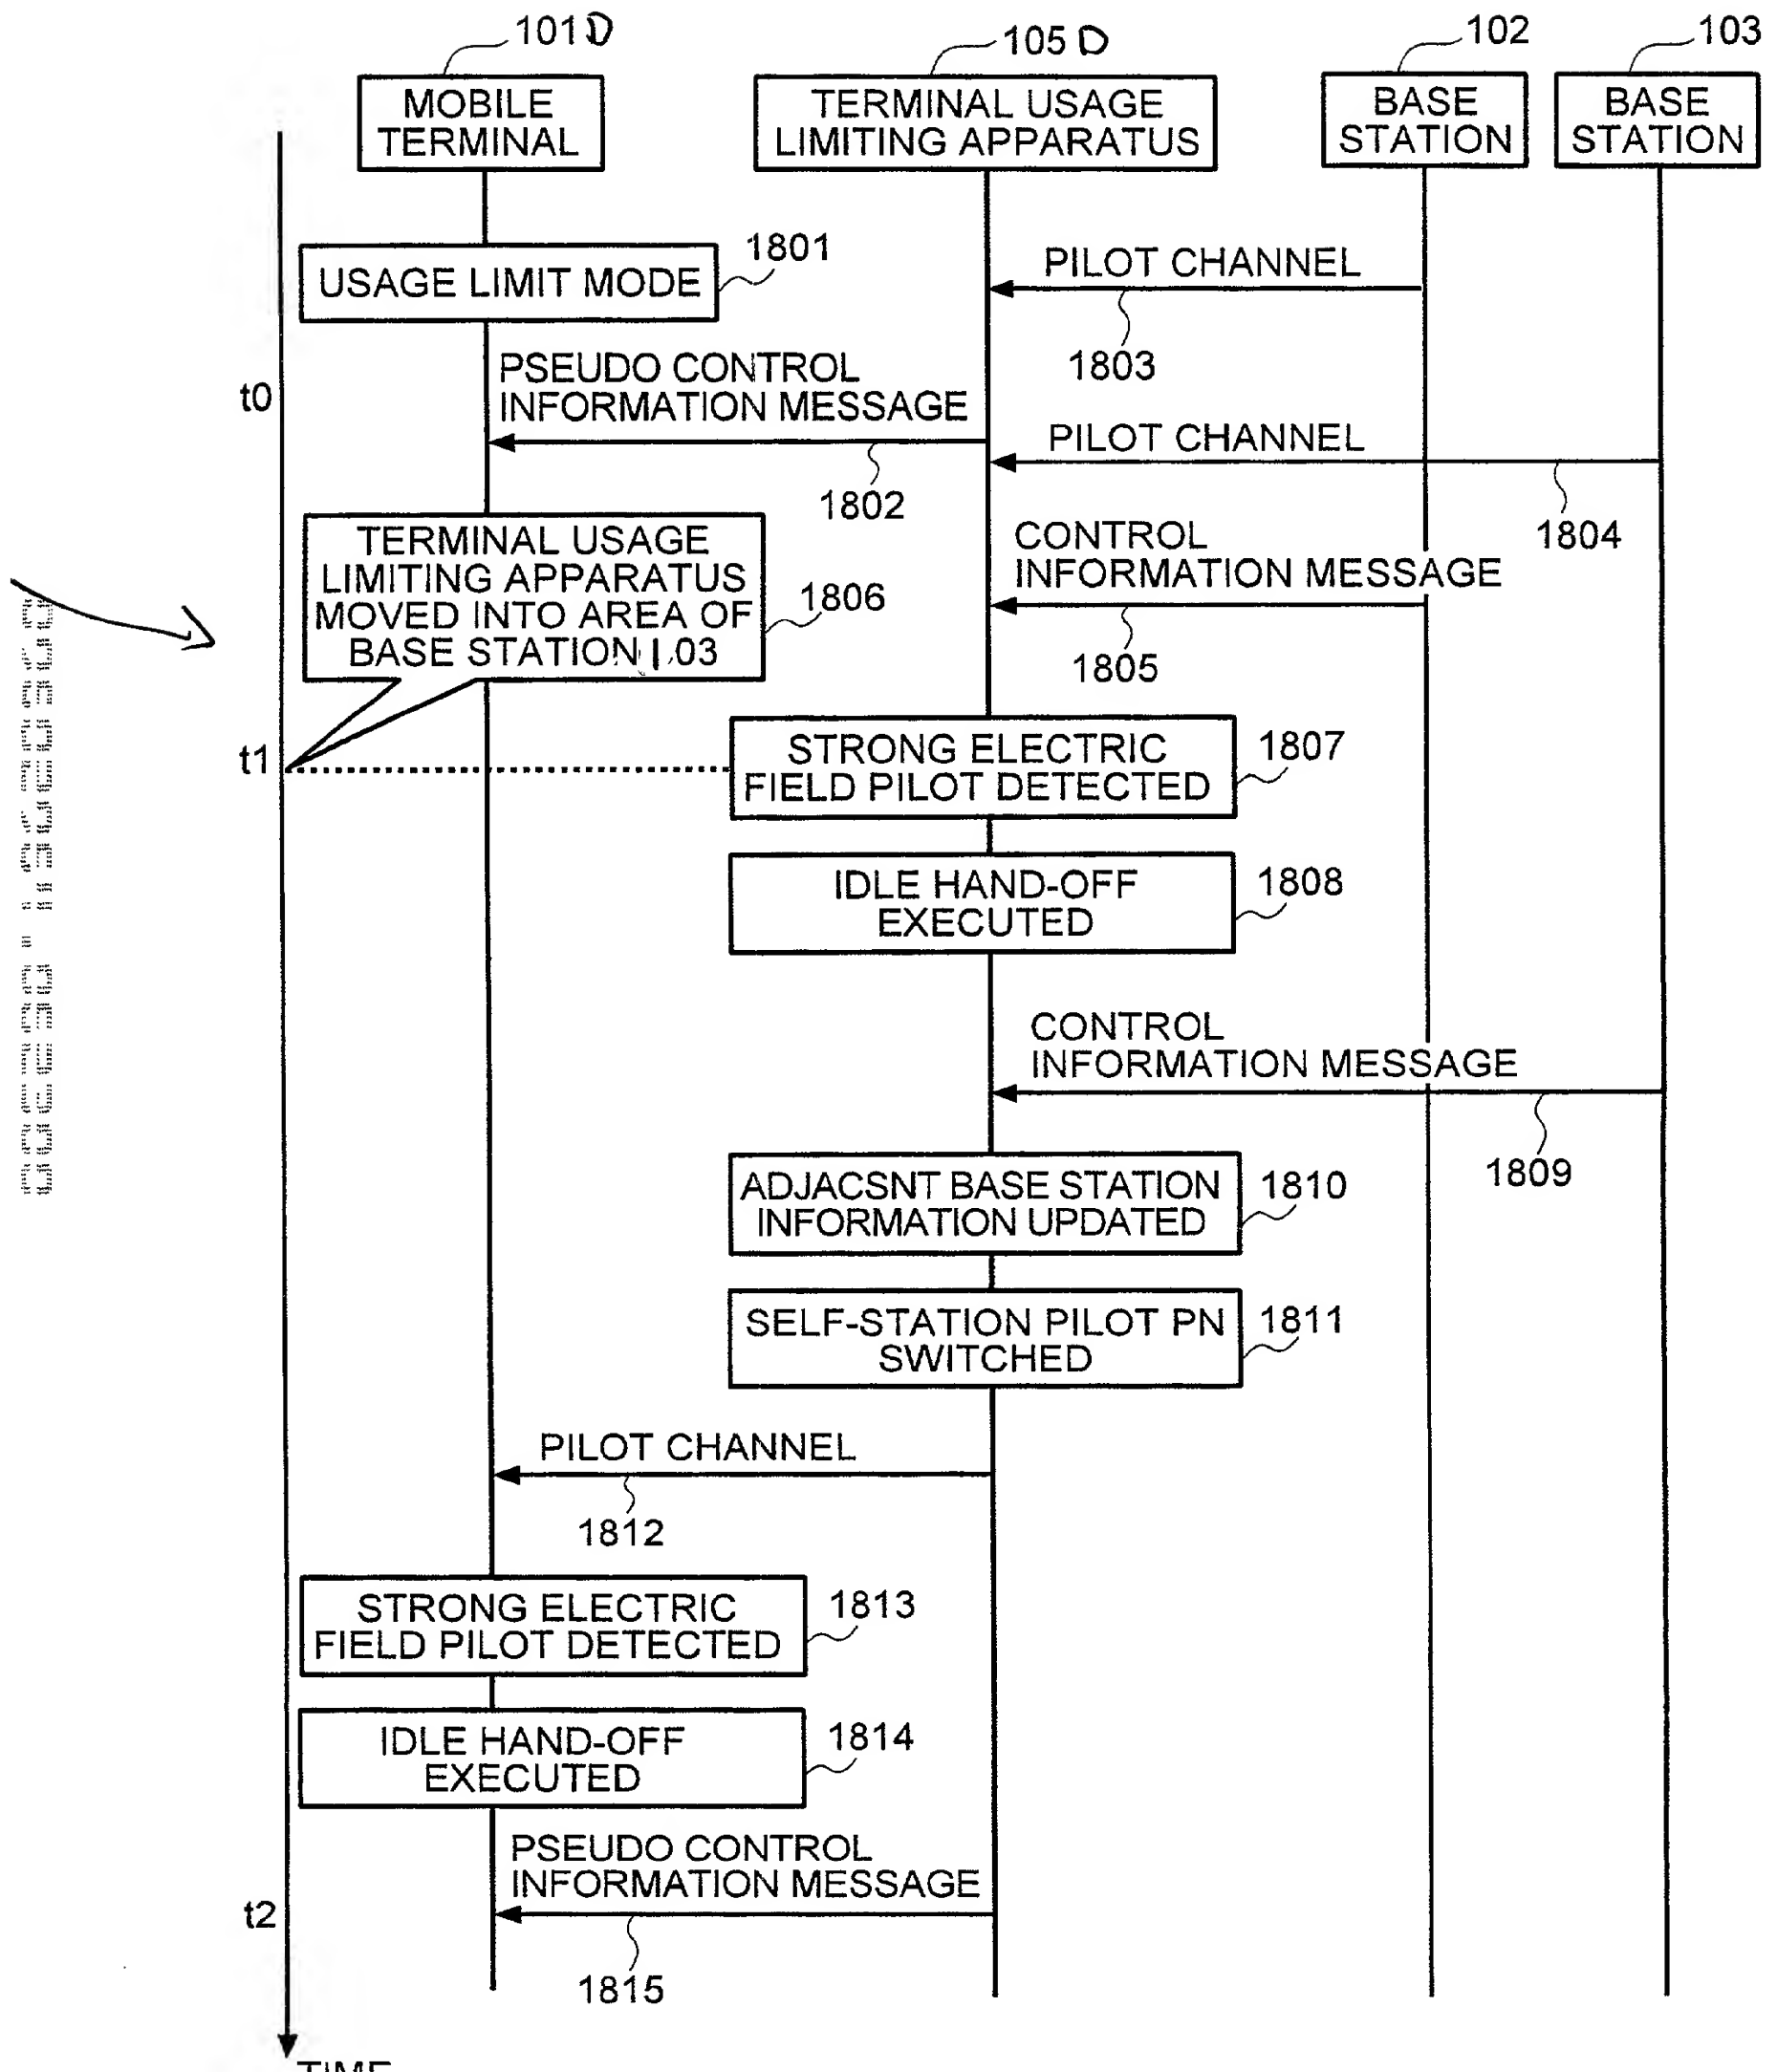 101D
105D
102
103
MOBILE
TERMINAL
TERMINAL USAGE
LIMITING APPARATUS
BASE
STATION
BASE
STATION
USAGE LIMIT MODE
1801
PILOT CHANNEL
1803
t0
PSEUDO CONTROL
INFORMATION MESSAGE
1802
PILOT CHANNEL
1804
TERMINAL USAGE
LIMITING APPARATUS
MOVED INTO AREA OF
BASE STATION 103
1806
CONTROL
INFORMATION MESSAGE
1805
t1
STRONG ELECTRIC
FIELD PILOT DETECTED
1807
IDLE HAND-OFF
EXECUTED
1808
CONTROL
INFORMATION MESSAGE
1809
ADJACSNT BASE STATION
INFORMATION UPDATED
1810
SELF-STATION PILOT PN
SWITCHED
1811
PILOT CHANNEL
1812
STRONG ELECTRIC
FIELD PILOT DETECTED
1813
IDLE HAND-OFF
EXECUTED
1814
PSEUDO CONTROL
INFORMATION MESSAGE
t2
1815
TIME